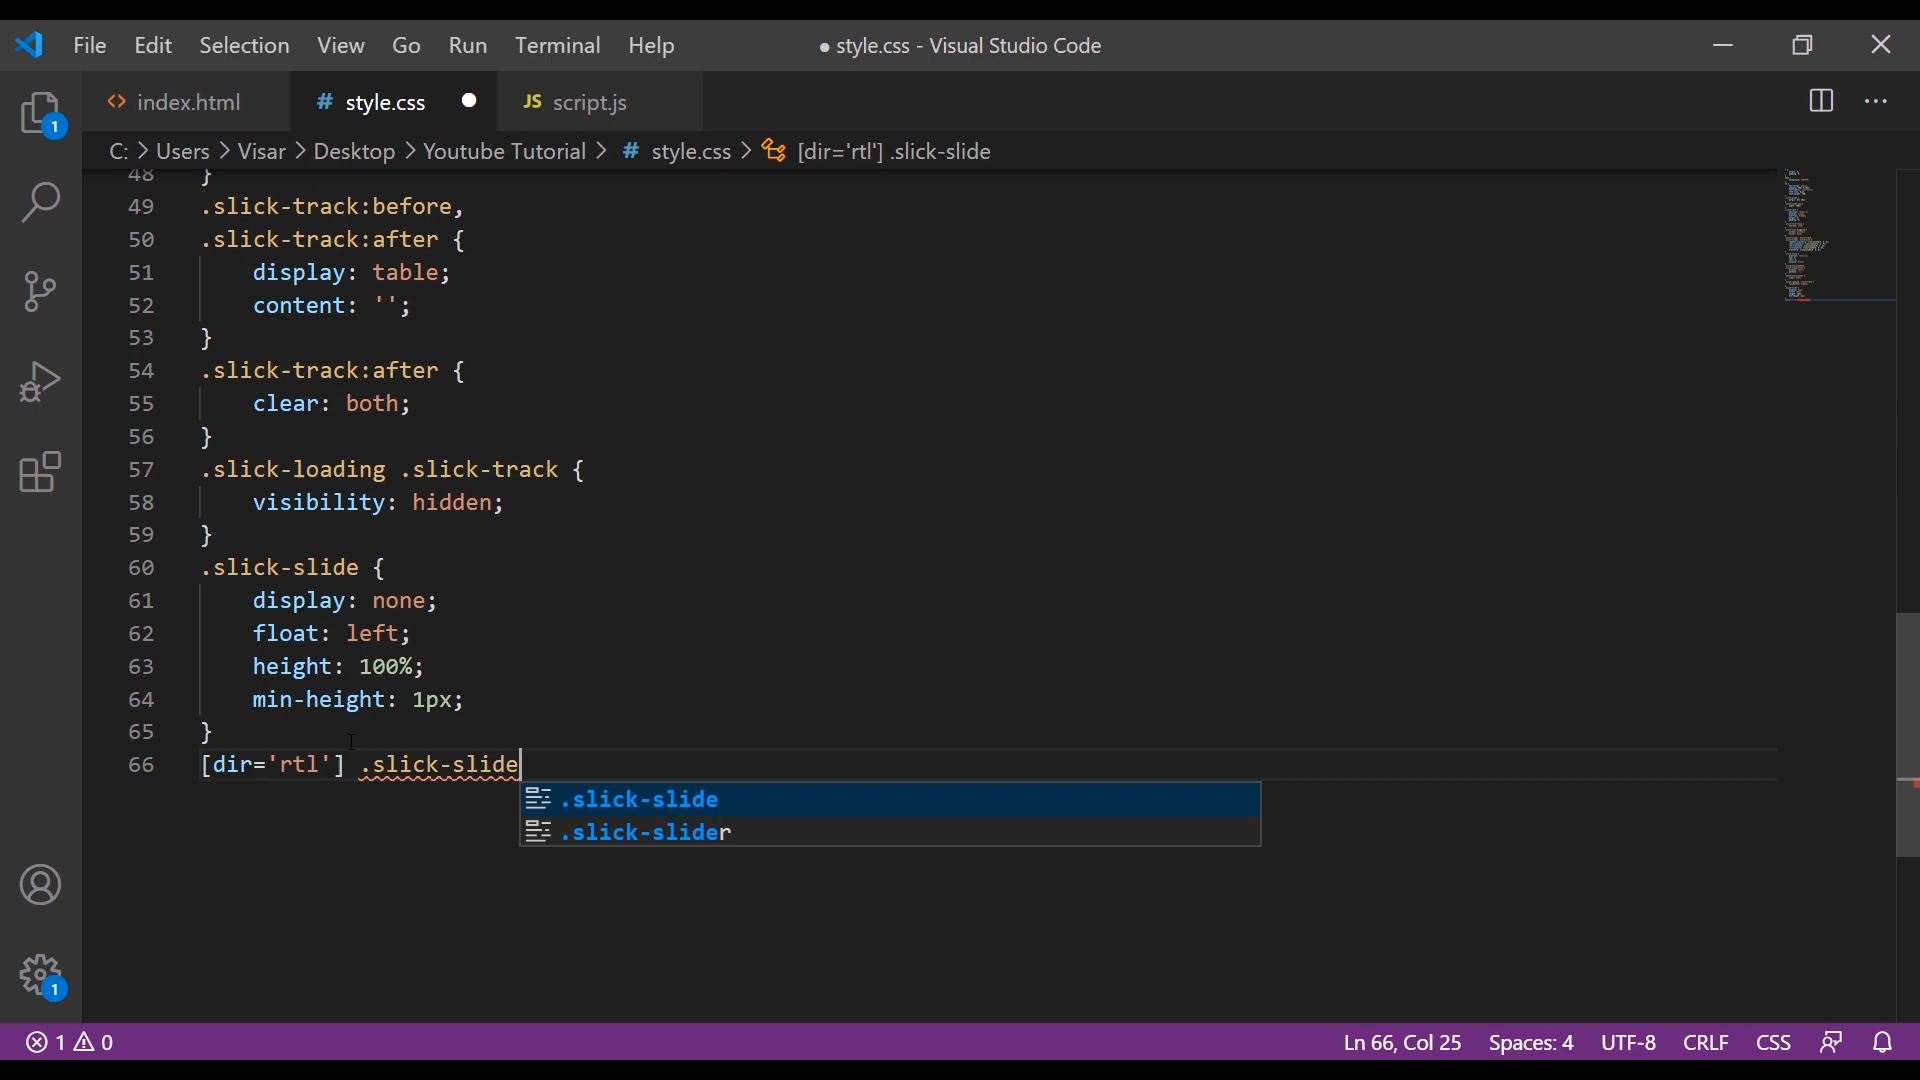 File Edit Selection View Go Run Terminal Help ● style.css - Visual Studio Code
<> index.html # style.css ● JS script.js ...
1 C: > Users > Visar > Desktop > Youtube Tutorial > # style.css > [dir='rtl'] .slick-slide
48 }
49 .slick-track:before,
50 .slick-track:after {
51 display: table;
52 content: '';
53 }
54 .slick-track:after {
55 clear: both;
56 }
57 .slick-loading .slick-track {
58 visibility: hidden;
59 }
60 .slick-slide {
61 display: none;
62 float: left;
63 height: 100%;
64 min-height: 1px;
65 }
66 [dir='rtl'] .slick-slide
.slick-slide
.slick-slider
1
1 0 Ln 66, Col 25 Spaces: 4 UTF-8 CRLF CSS